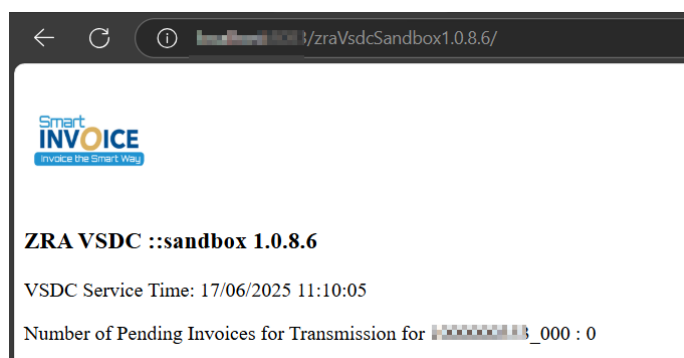 /zraVsdcSandbox1.0.8.6/
Smart
INVOICE
Invoice the Smart Way
ZRA VSDC ::sandbox 1.0.8.6
VSDC Service Time: 17/06/2025 11:10:05
Number of Pending Invoices for Transmission for _000 : 0